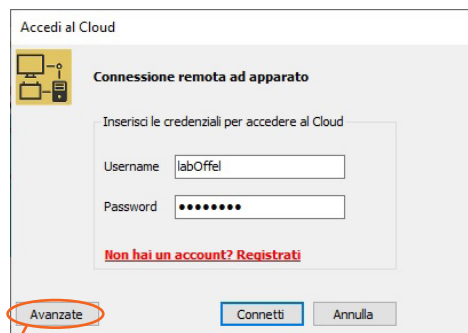 Accedi al Cloud
Connessione remota ad apparato
Inserisci le credenziali per accedere al Cloud
Username labOffel
Password ●●●●●●●●
Non hai un account? Registrati
Avanzate Connetti Annulla